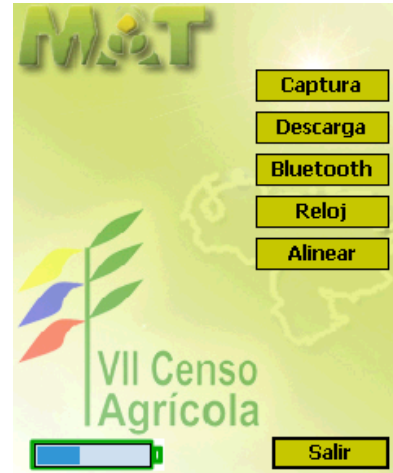 MAT
Captura
Descarga
Bluetooth
Reloj
Alinear
VII Censo
Agrícola
Salir